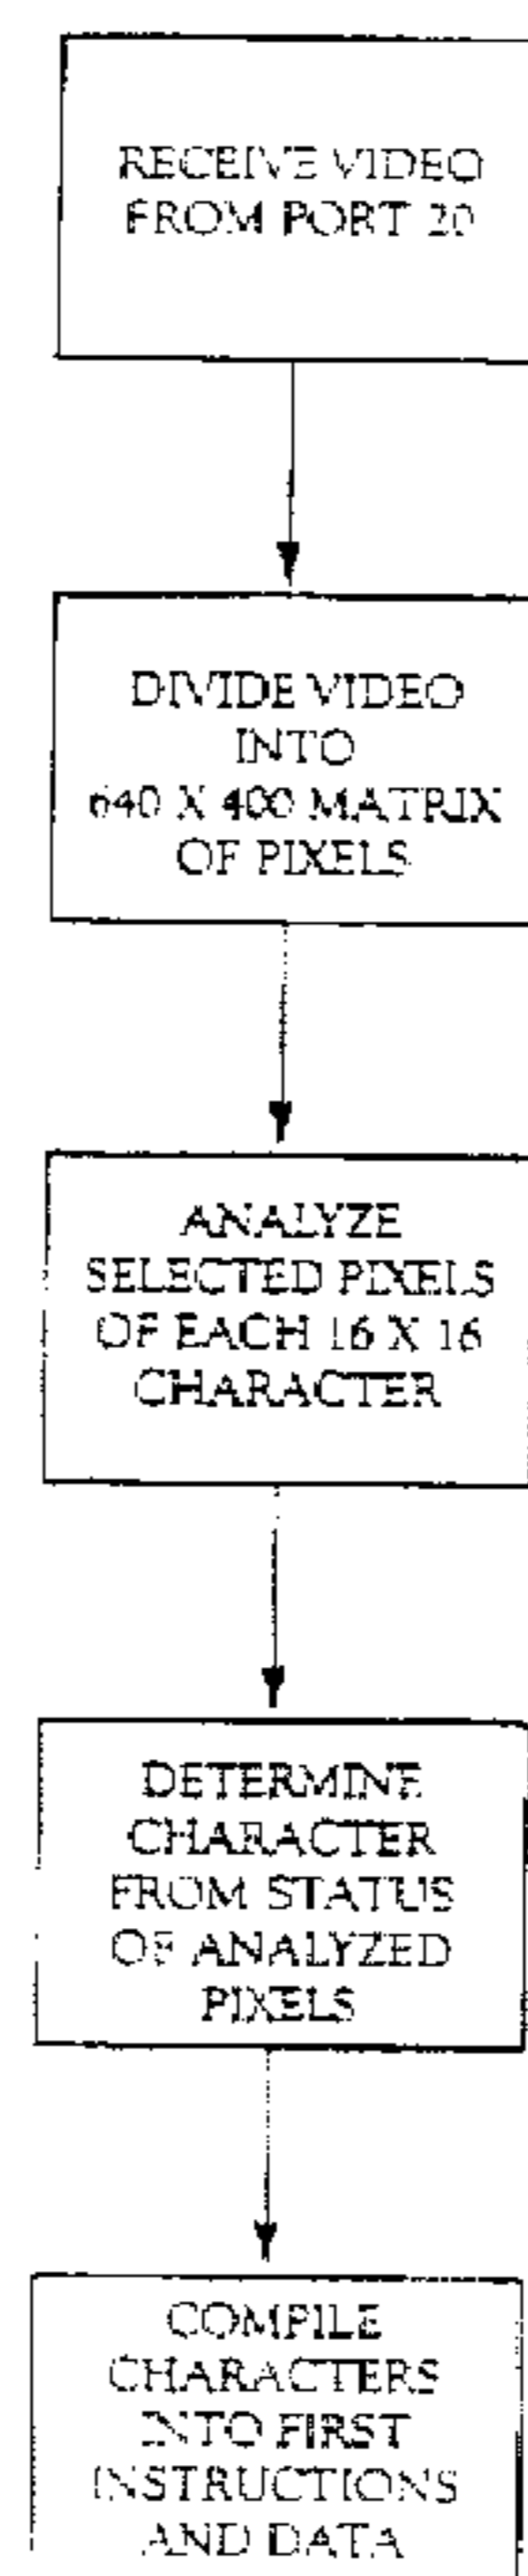 RECEIVE VIDEO
FROM PORT 20
DIVIDE VIDEO
INTO
640 X 400 MATRIX
OF PIXELS
ANALYZE
SELECTED PIXELS
OF EACH 16 X 16
CHARACTER
DETERMINE
CHARACTER
FROM STATUS
OF ANALYZED
PIXELS
COMPILE
CHARACTERS
INTO FIRST
INSTRUCTIONS
AND DATA